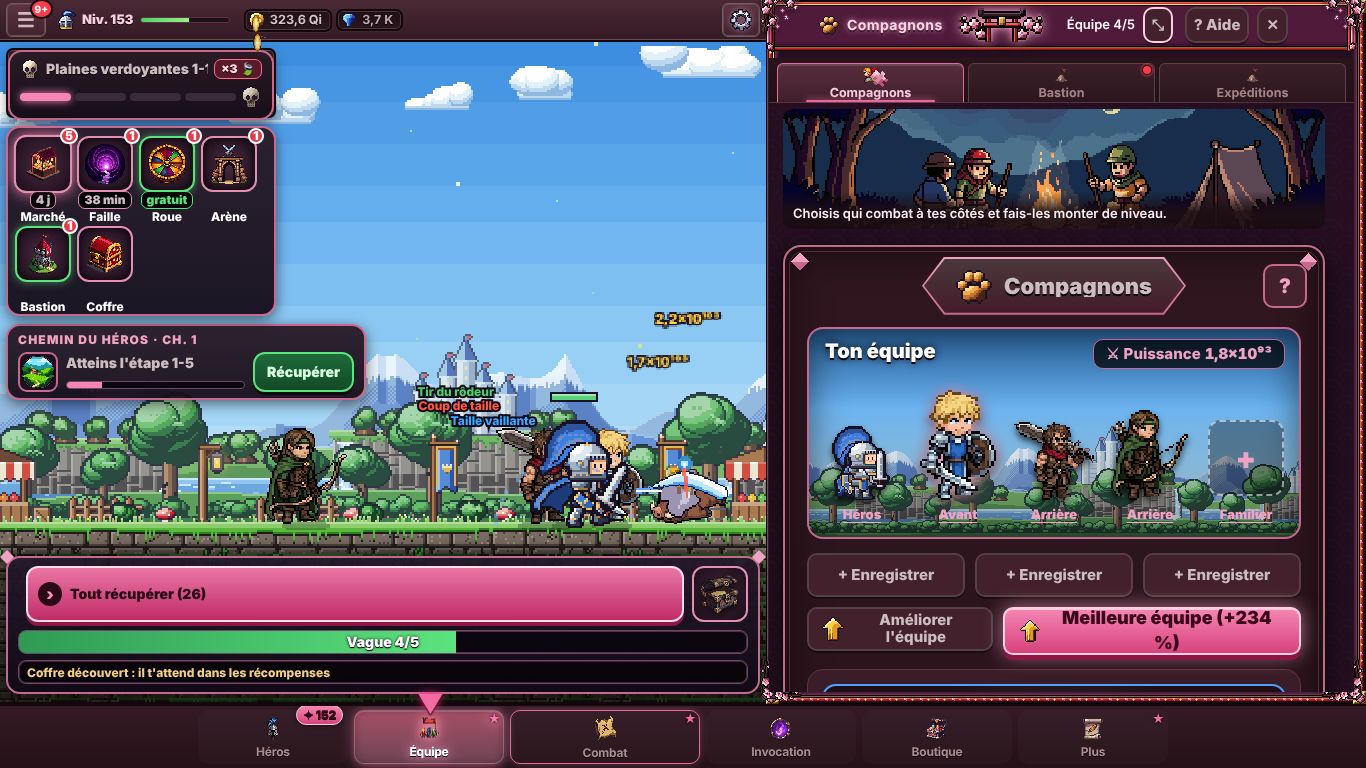 9+
Niv. 153
323,6 Qi
3,7 K
Plaines verdoyantes 1-1
×3
5
1
1
1
4 j
38 min
gratuit
Marché
Faille
Roue
Arène
1
Bastion
Coffre
CHEMIN DU HÉROS · CH. 1
Atteins l'étape 1-5
Récupérer
Tir du rôdeur
Coup de taille
Taille vaillante
Tout récupérer (26)
Vague 4/5
Coffre découvert : il t'attend dans les récompenses
Compagnons
Équipe 4/5
? Aide
Compagnons
Bastion
Expéditions
Choisis qui combat à tes côtés et fais-les monter de niveau.
Compagnons
?
Ton équipe
Puissance 1,8×10⁹³
Héros
Avant
Arrière
Arrière
Familier
+ Enregistrer
+ Enregistrer
+ Enregistrer
Améliorer
l'équipe
Meilleure équipe (+234
%)
152
Héros
Équipe
Combat
Invocation
Boutique
Plus